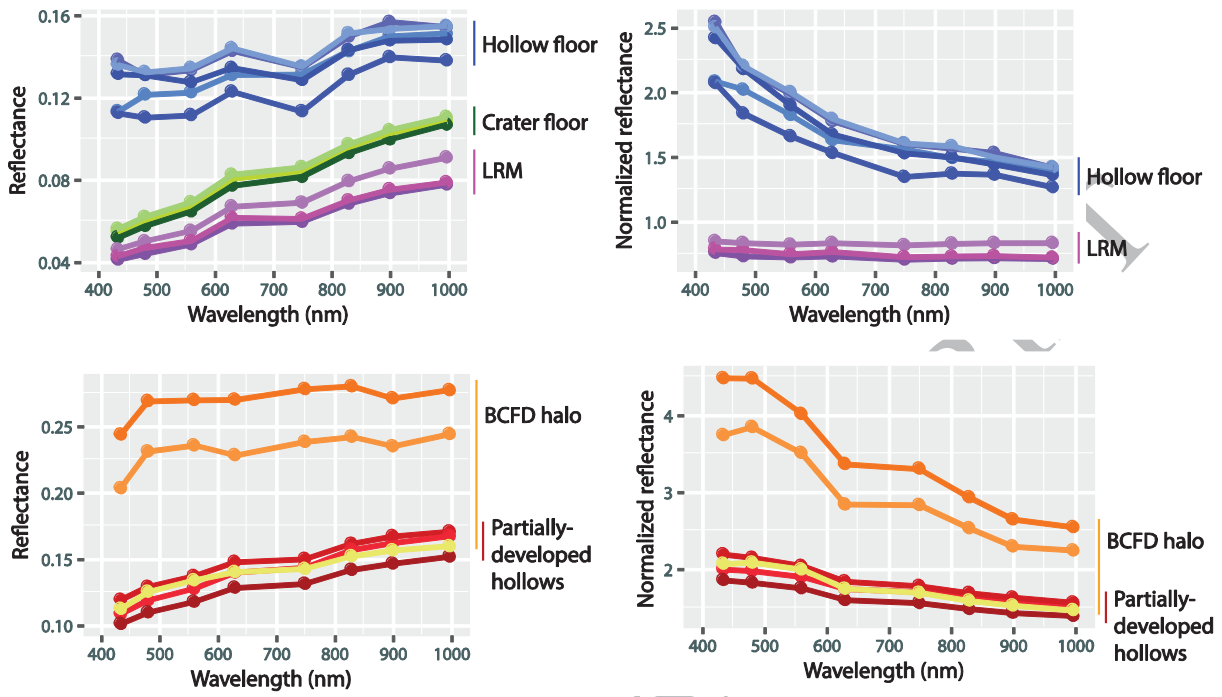 0.16
0.12
0.08
0.04
Reflectance
400 500 600 700 800 900 1000
Wavelength (nm)
Hollow floor
Crater floor
LRM
2.5
2.0
1.5
1.0
Normalized reflectance
400 500 600 700 800 900 1000
Wavelength (nm)
Hollow floor
LRM
0.25
0.20
0.15
0.10
Reflectance
400 500 600 700 800 900 1000
Wavelength (nm)
BCFD halo
Partially-
developed
hollows
4
3
2
Normalized reflectance
400 500 600 700 800 900 1000
Wavelength (nm)
BCFD halo
Partially-
developed
hollows